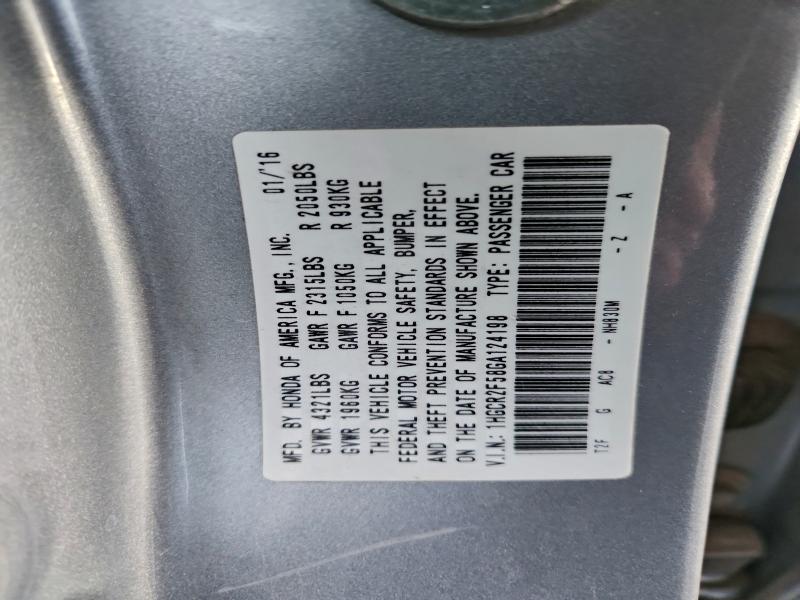 MFD. BY HONDA OF AMERICA MFG., INC. 01/'16
GVWR 4321LBS GAWR F 2315LBS R 2050LBS
GVWR 1960KG GAWR F 1050KG R 930KG
THIS VEHICLE CONFORMS TO ALL APPLICABLE
FEDERAL MOTOR VEHICLE SAFETY, BUMPER,
AND THEFT PREVENTION STANDARDS IN EFFECT
ON THE DATE OF MANUFACTURE SHOWN ABOVE.
V.I.N.: 1HGCR2F58GA124198 TYPE: PASSENGER CAR
T2F G AC8 - NH830M - Z - A